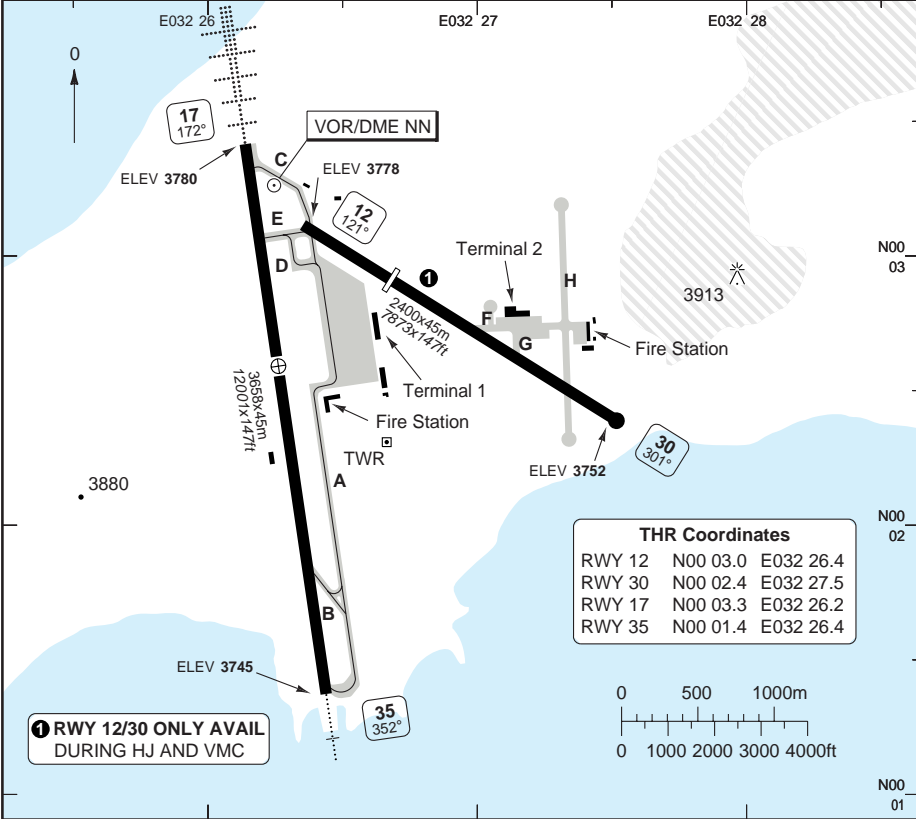 E032 26
E032 27
E032 28
0
17
172°
VOR/DME NN
C
ELEV 3780
ELEV 3778
E
12
121°
D
Terminal 2
❶
H
N00
03
3913
2400x45m
7873x147ft
F
G
Fire Station
3658x45m
12001x147ft
Terminal 1
Fire Station
TWR
ELEV 3752
30
301°
3880
A
N00
02
THR Coordinates
RWY 12 N00 03.0 E032 26.4
RWY 30 N00 02.4 E032 27.5
RWY 17 N00 03.3 E032 26.2
RWY 35 N00 01.4 E032 26.4
B
ELEV 3745
35
352°
❶ RWY 12/30 ONLY AVAIL
DURING HJ AND VMC
0 500 1000m
0 1000 2000 3000 4000ft
N00
01